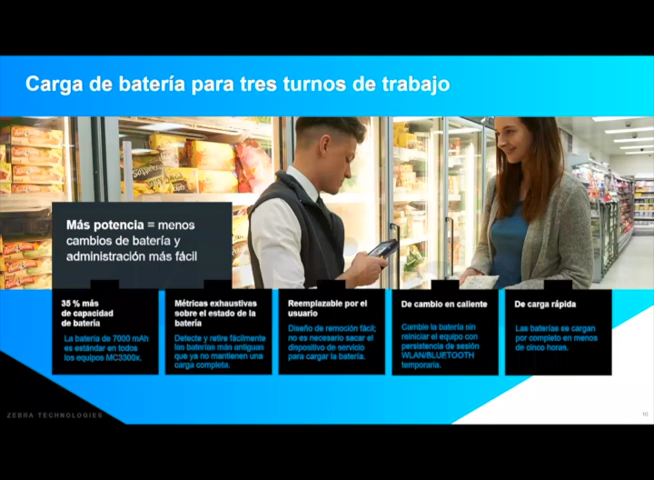 Carga de batería para tres turnos de trabajo
Más potencia = menos
cambios de batería y
administración más fácil
35 % más
de capacidad
de batería
La batería de 7000 mAh
es estándar en todos
los equipos MC3300x.
Métricas exhaustivas
sobre el estado de la
batería
Detecte y retire fácilmente
las baterías más antiguas
que ya no mantienen una
carga completa.
Reemplazable por el
usuario
Diseño de remoción fácil;
no es necesario sacar el
dispositivo de servicio
para cargar la batería.
De cambio en caliente
Cambie la batería sin
reiniciar el equipo con
persistencia de sesión
WLAN/BLUETOOTH
temporaria.
De carga rápida
Las baterías se cargan
por completo en menos
de cinco horas.
ZEBRA TECHNOLOGIES